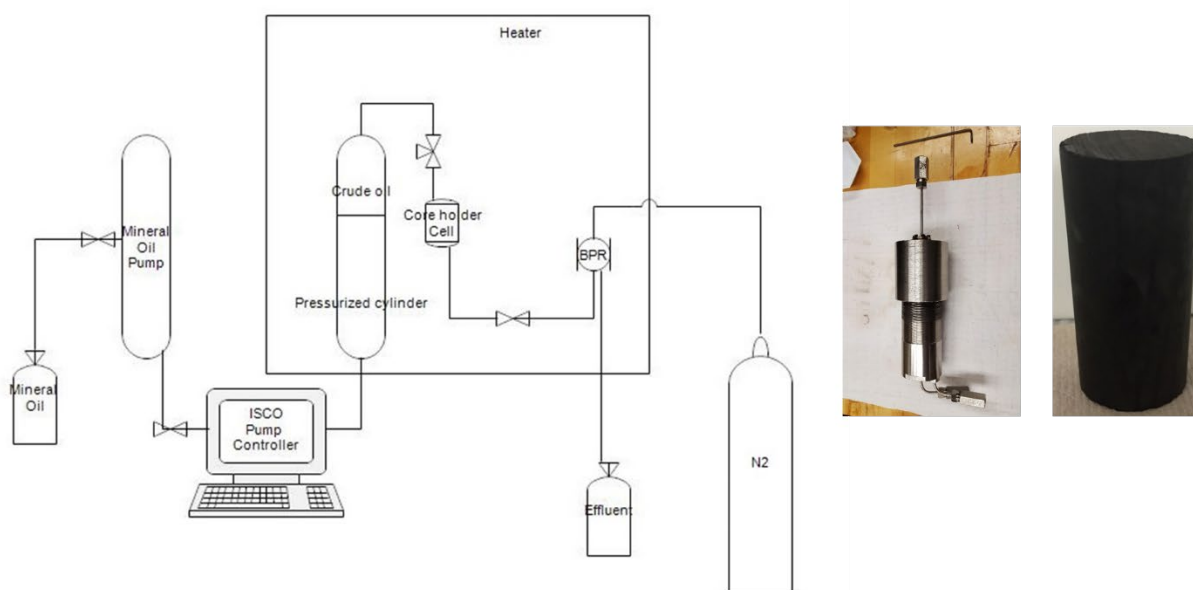 Heater
Crude oil
Mineral
Oil
Pump
Core holder
Cell
BPR
Pressurized cylinder
Mineral
Oil
ISCO
Pump
Controller
N2
Effluent